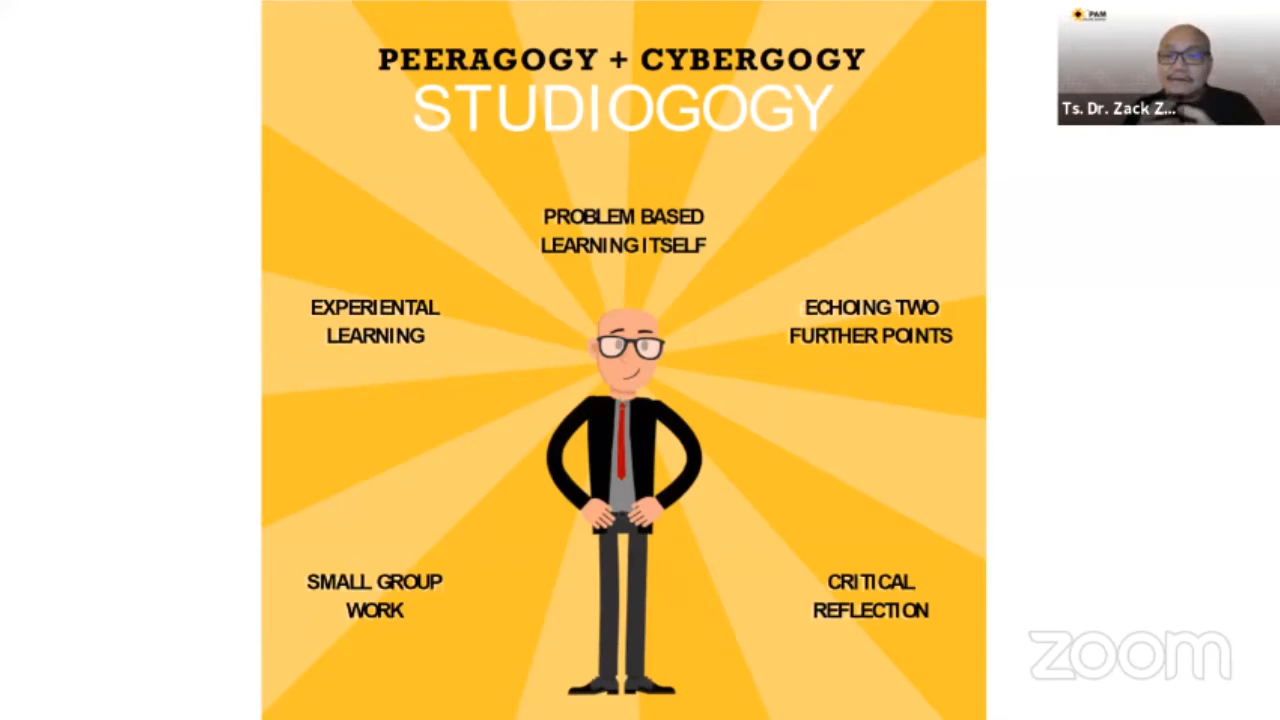 PEERAGOGY + CYBERGOGY
STUDIOGOGY
PROBLEM BASED
LEARNING ITSELF
EXPERIENTAL
LEARNING
ECHOING TWO
FURTHER POINTS
SMALL GROUP
WORK
CRITICAL
REFLECTION
PAM
Ts. Dr. Zack Z...
zoom